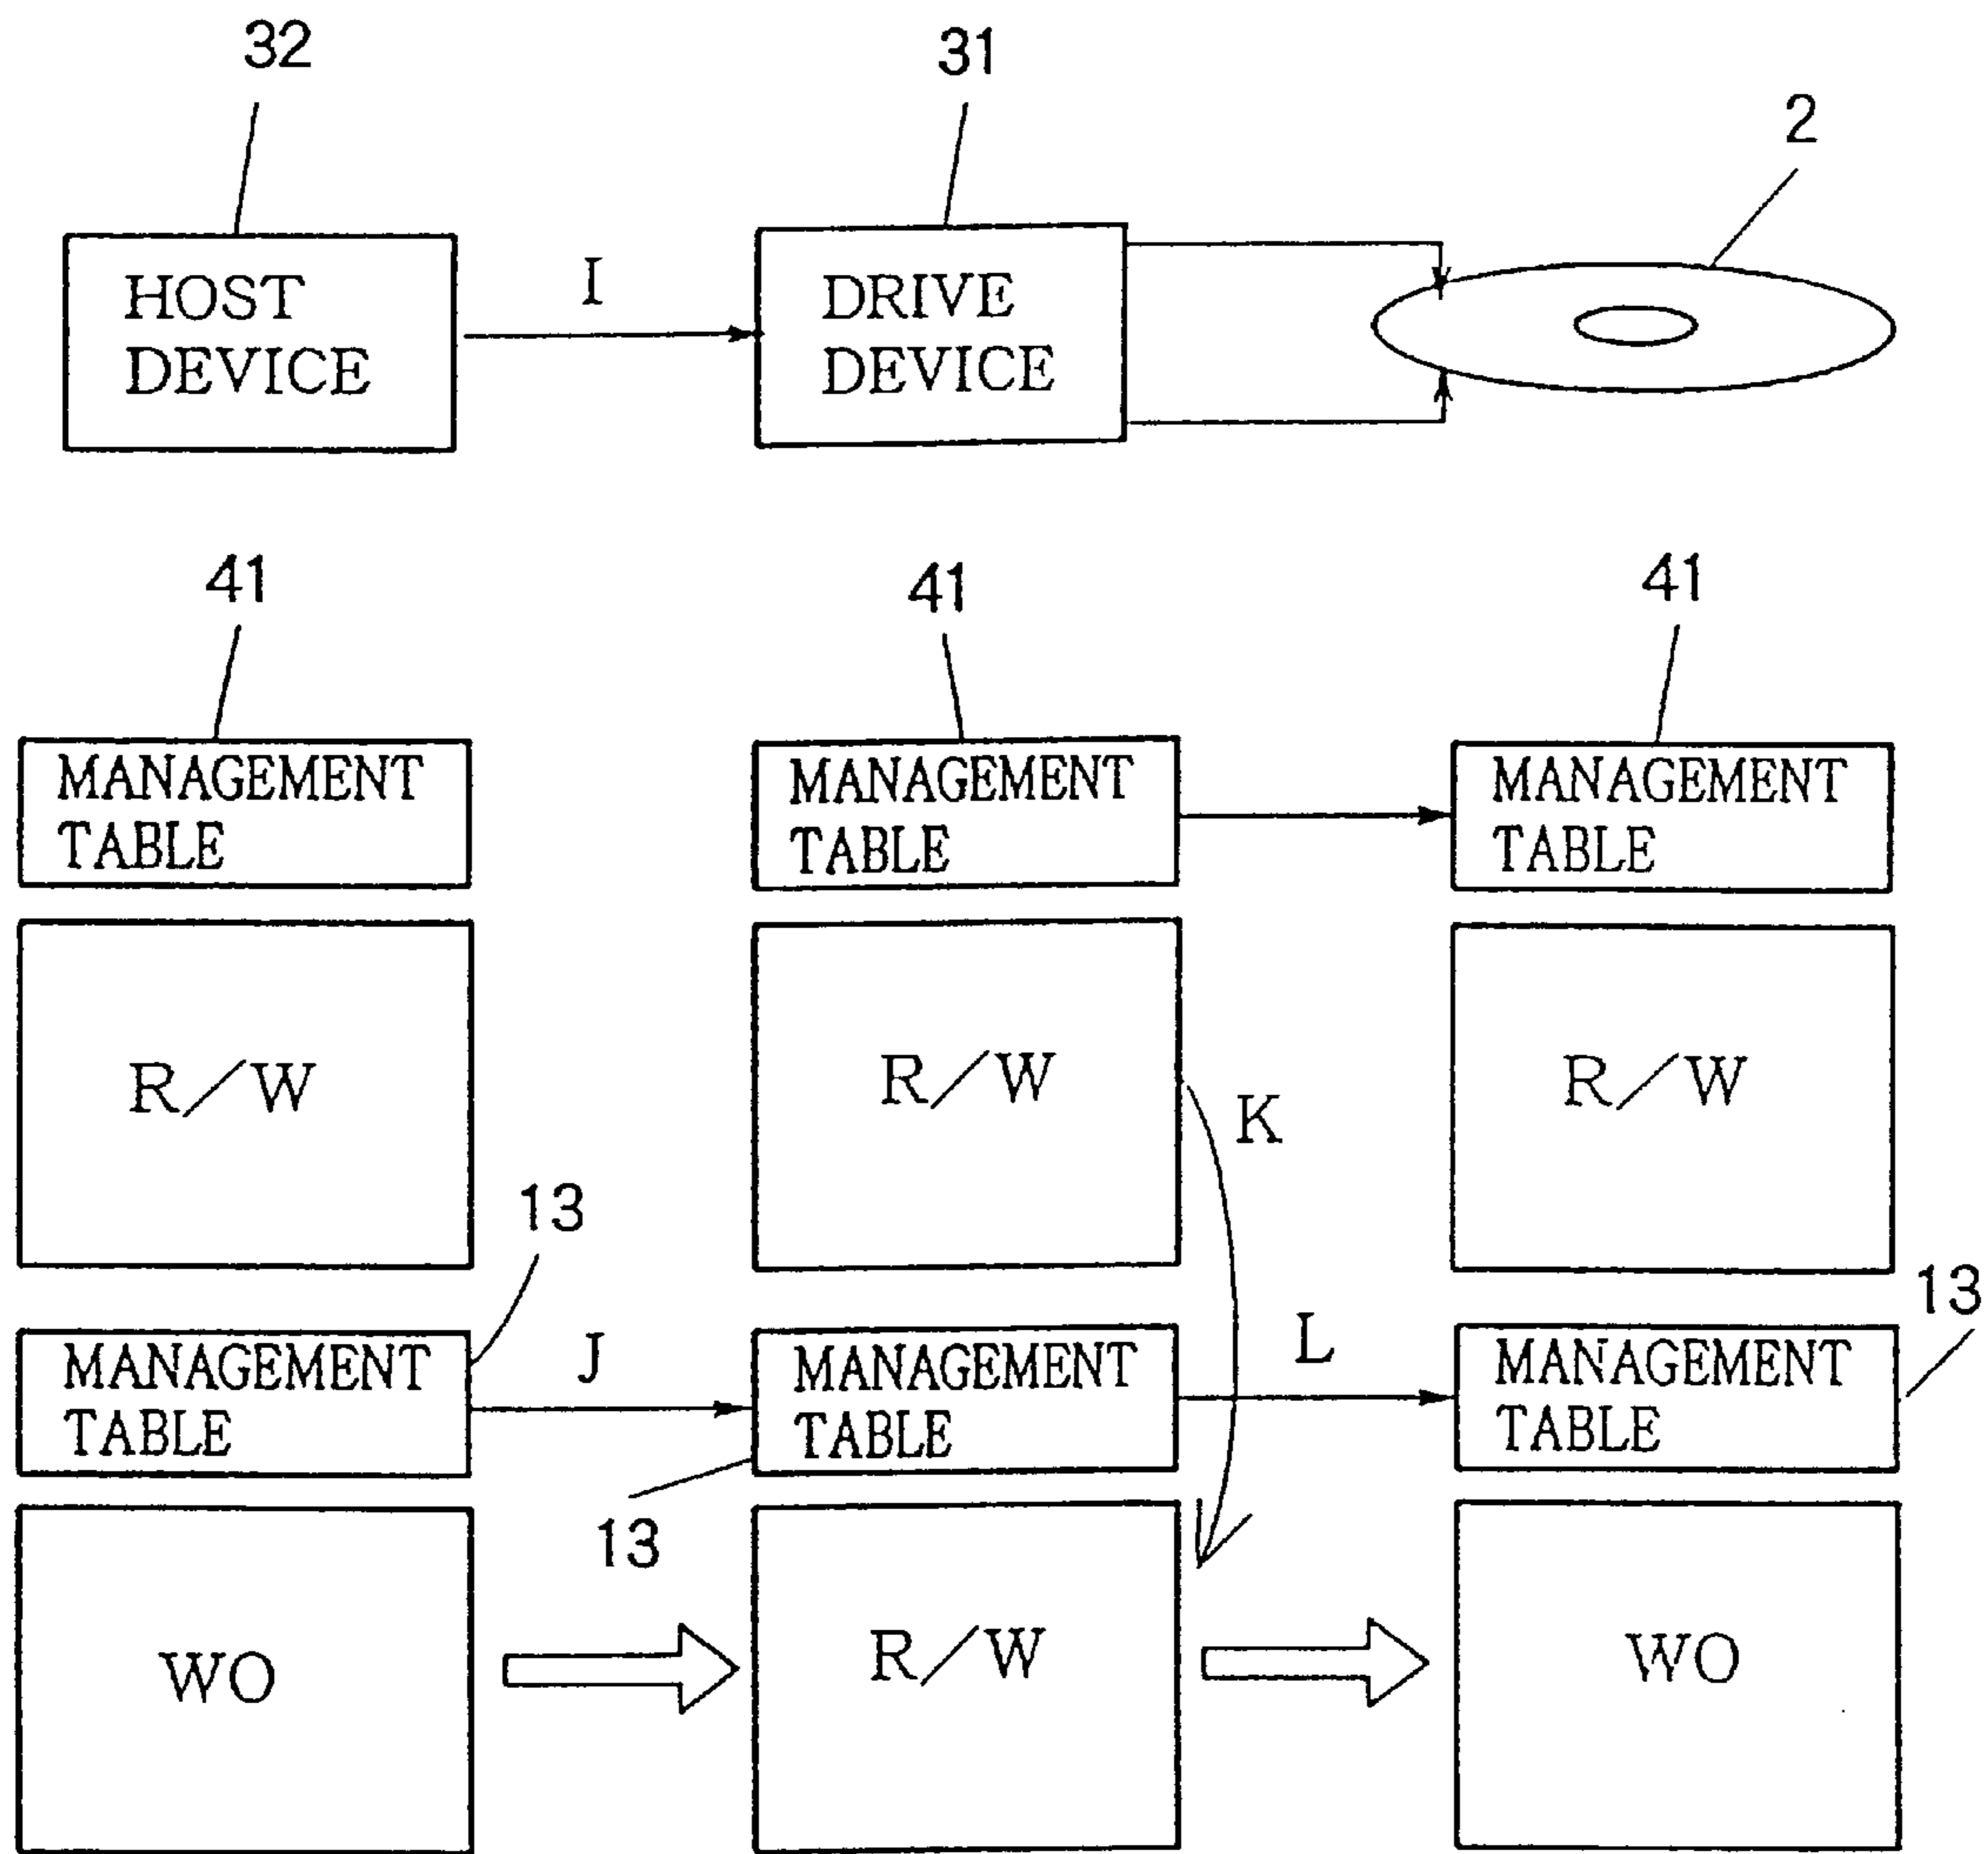 32
31
2
HOST
DEVICE
I
DRIVE
DEVICE
41
41
41
MANAGEMENT
TABLE
MANAGEMENT
TABLE
MANAGEMENT
TABLE
R/W
R/W
R/W
K
13
13
MANAGEMENT
TABLE
J
MANAGEMENT
TABLE
L
MANAGEMENT
TABLE
13
WO
R/W
WO